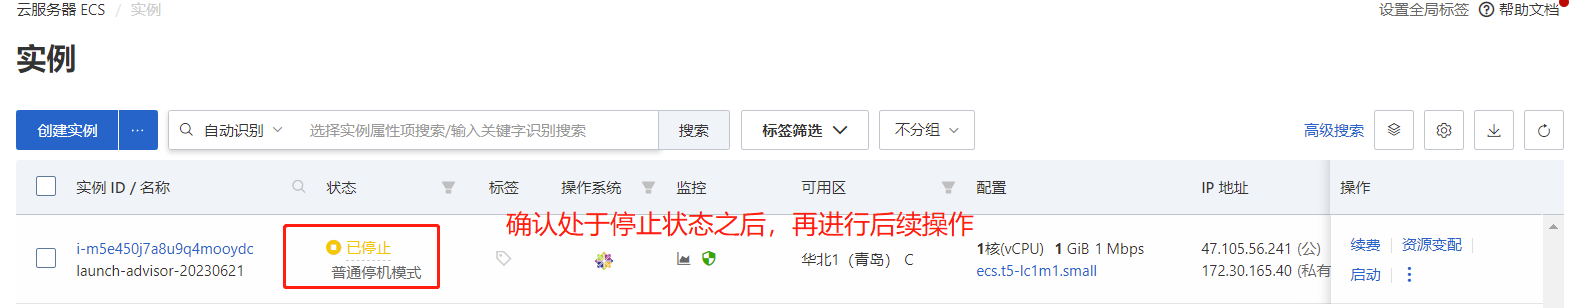 云服务器 ECS / 实例
设置全局标签 帮助文档
实例
创建实例 ... 自动识别 选择实例属性项搜索/输入关键字识别搜索 搜索 标签筛选 不分组 高级搜索
实例 ID / 名称 状态 标签 操作系统 监控 可用区 配置 IP 地址 操作
确认处于停止状态之后，再进行后续操作
i-m5e450j7a8u9q4mooydc 已停止 1核(vCPU) 1 GiB 1 Mbps 47.105.56.241 (公) 续费 资源变配
launch-advisor-20230621 普通停机模式 华北1（青岛） C ecs.t5-lc1m1.small 172.30.165.40 (私有 启动